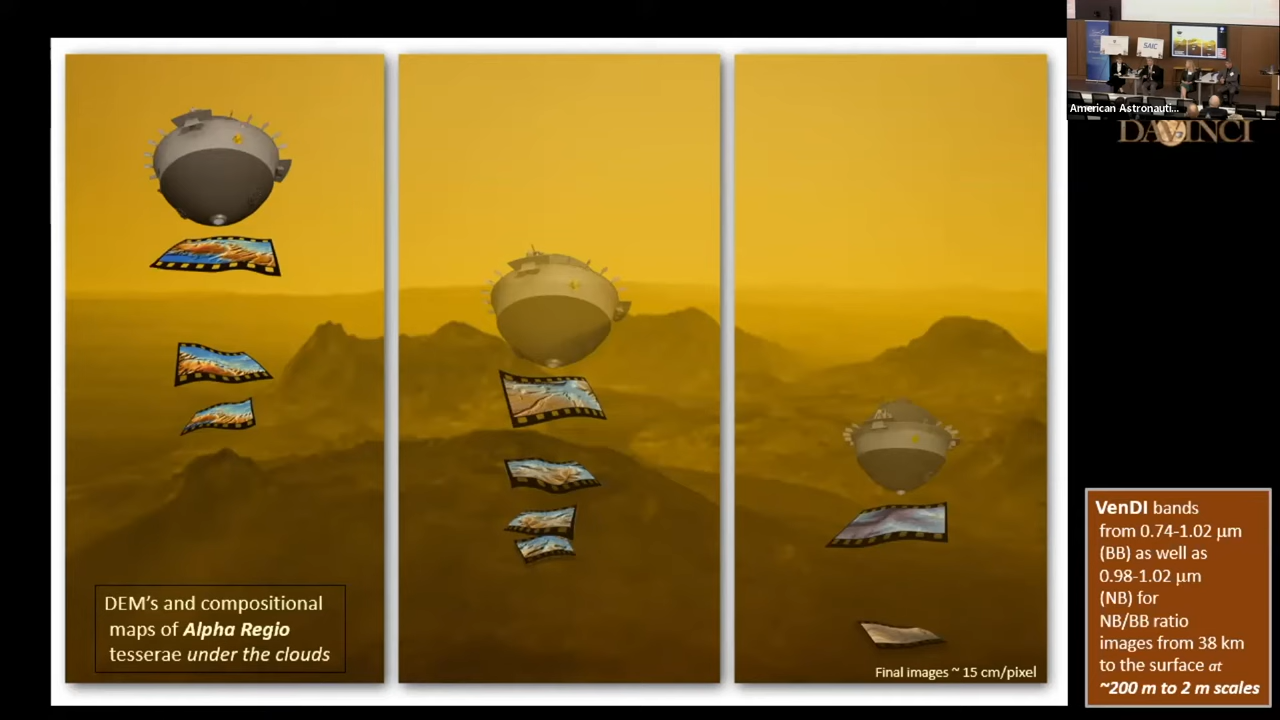 SAIC
American Astronauti...
DAVINCI
DEM's and compositional
maps of Alpha Regio
tesserae under the clouds
Final images ~ 15 cm/pixel
VenDI bands
from 0.74-1.02 µm
(BB) as well as
0.98-1.02 µm
(NB) for
NB/BB ratio
images from 38 km
to the surface at
~200 m to 2 m scales